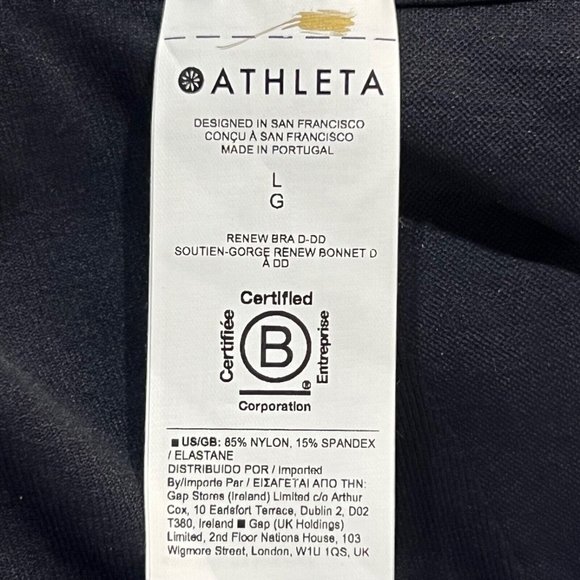 ATHLETA
DESIGNED IN SAN FRANCISCO
CONÇU À SAN FRANCISCO
MADE IN PORTUGAL
L
G
RENEW BRA D-DD
SOUTIEN-GORGE RENEW BONNET D
À DD
Certified
Certifiée
B
Entreprise
®
Corporation
■ US/GB: 85% NYLON, 15% SPANDEX
/ ELASTANE
DISTRIBUIDO POR / Imported
By/Importe Par / ΕΙΣΑΓΕΤΑΙ ΑΠΟ ΤΗΝ:
Gap Stores (Ireland) Limited c/o Arthur
Cox, 10 Earlsfort Terrace, Dublin 2, D02
T380, Ireland ■ Gap (UK Holdings)
Limited, 2nd Floor Nations House, 103
Wigmore Street, London, W1U 1QS, UK